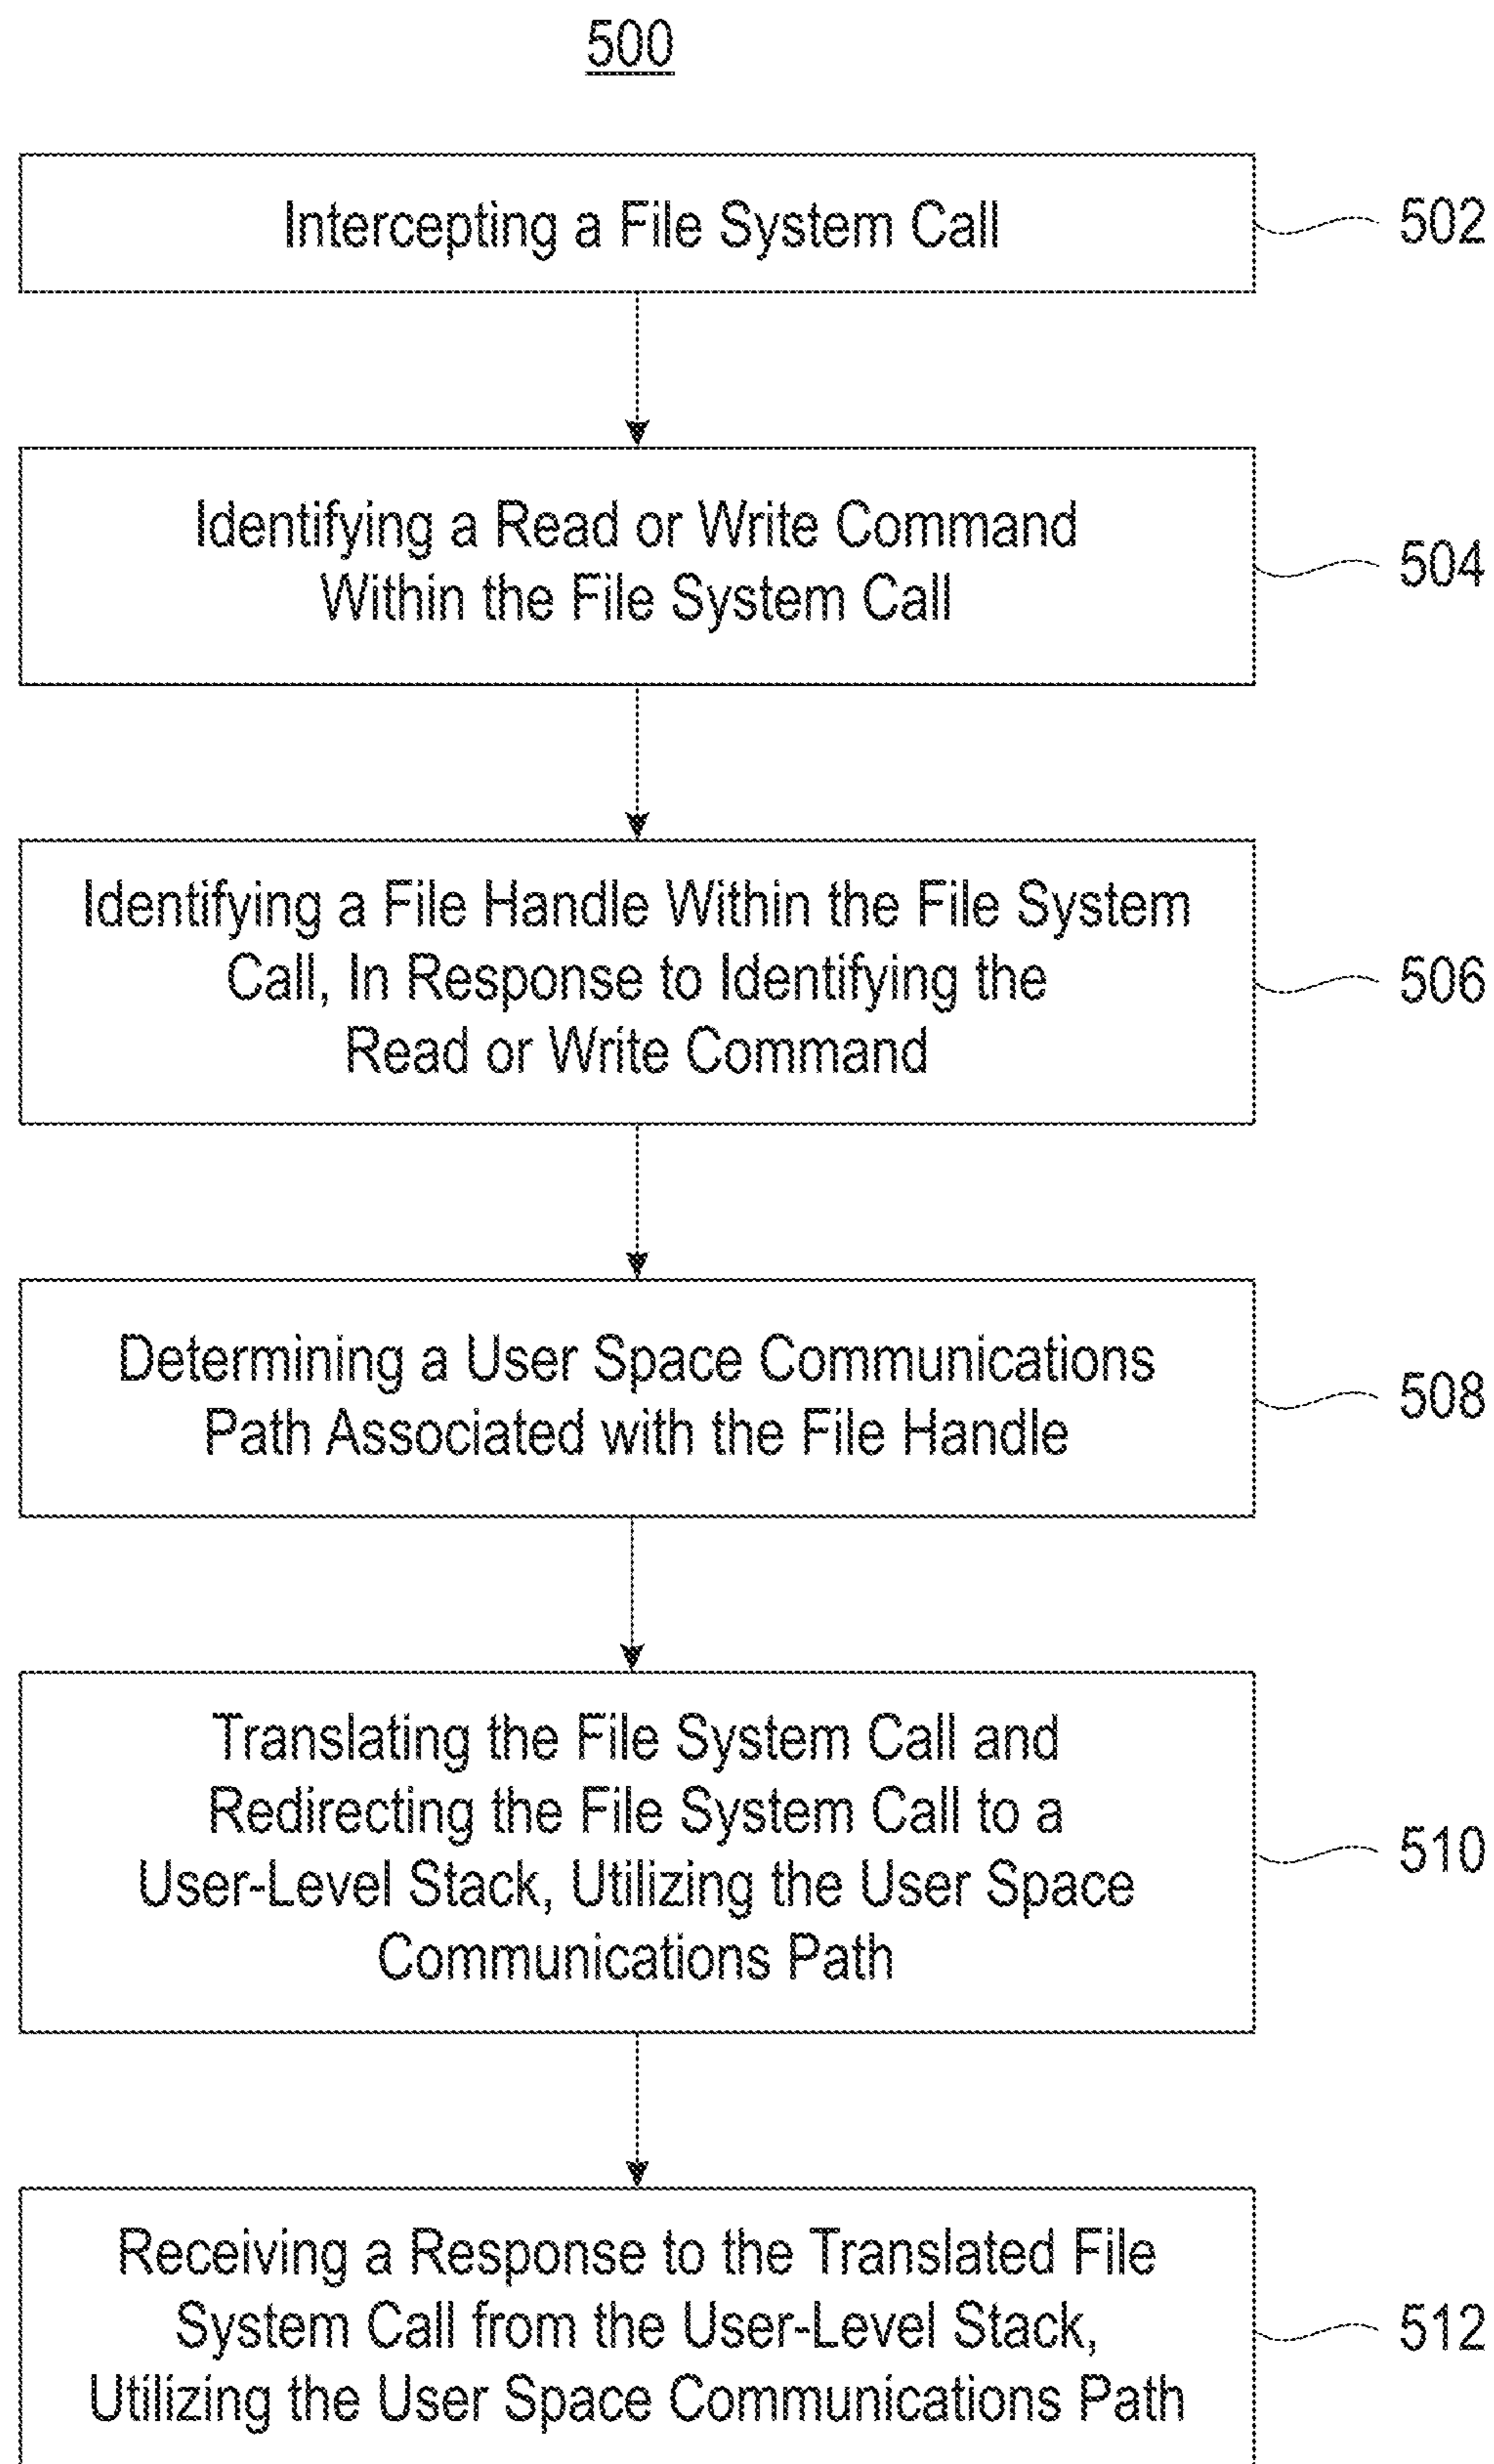 500
Intercepting a File System Call
502
Identifying a Read or Write Command
Within the File System Call
504
Identifying a File Handle Within the File System
Call, In Response to Identifying the
Read or Write Command
506
Determining a User Space Communications
Path Associated with the File Handle
508
Translating the File System Call and
Redirecting the File System Call to a
User-Level Stack, Utilizing the User Space
Communications Path
510
Receiving a Response to the Translated File
System Call from the User-Level Stack,
Utilizing the User Space Communications Path
512